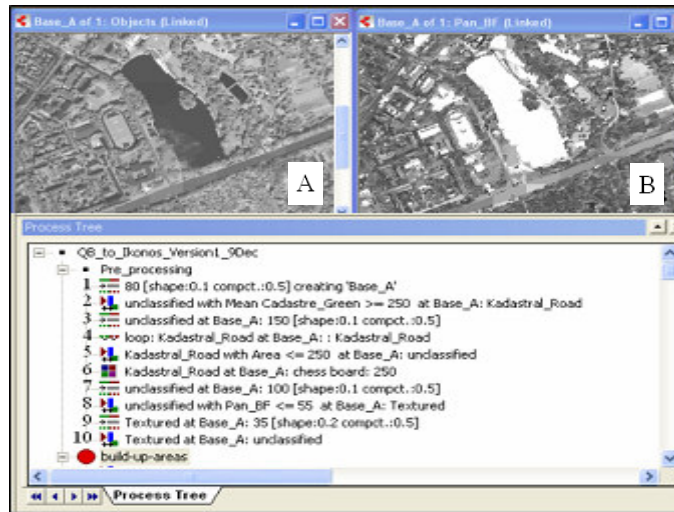 Base_A of 1: Objects (Linked)
Base_A of 1: Pan_BF (Linked)
A
B
Process Tree
QB_to_Ikonos_Version1_9Dec
Pre_processing
1 80 [shape:0.1 compct.:0.5] creating 'Base_A'
2 unclassified with Mean Cadastre_Green >= 250 at Base_A: Kadastral_Road
3 unclassified at Base_A: 150 [shape:0.1 compct.:0.5]
4 loop: Kadastral_Road at Base_A: : Kadastral_Road
5 Kadastral_Road with Area <= 250 at Base_A: unclassified
6 Kadastral_Road at Base_A: chess board: 250
7 unclassified at Base_A: 100 [shape:0.1 compct.:0.5]
8 unclassified with Pan_BF <= 55 at Base_A: Textured
9 Textured at Base_A: 35 [shape:0.2 compct.:0.5]
10 Textured at Base_A: unclassified
build-up-areas
Process Tree